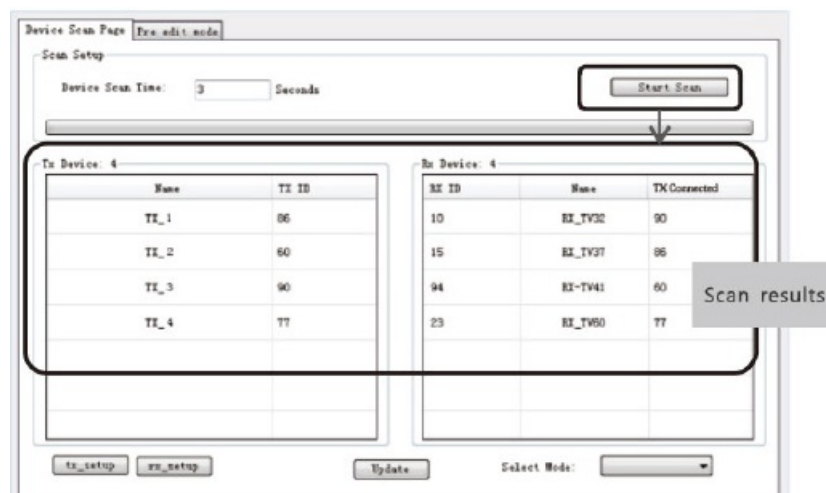 Device Scan Page Pre edit mode
Scan Setup
Device Scan Time: 3 Seconds Start Scan
Tx Device: 4 Rx Device: 4
Name TX ID RX ID Name TX Connected
TX_1 86 10 RX_TV32 90
TX_2 60 15 RX_TV37 86
TX_3 90 94 RX-TV41 60
TX_4 77 23 RX_TV60 77
Scan results
tx_setup rx_setup Update Select Mode: